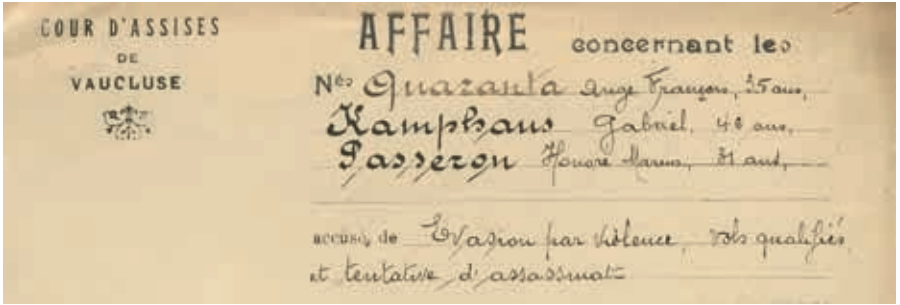 COUR D'ASSISES
DE
VAUCLUSE
AFFAIRE concernant les
Nés Quaranta Ange François, 35 ans,
Kamphaus Gabriel, 40 ans,
Passeron Honoré Marius, 31 ans,
accusés de Evasion par violence, vols qualifiés
et tentative d'assassinat